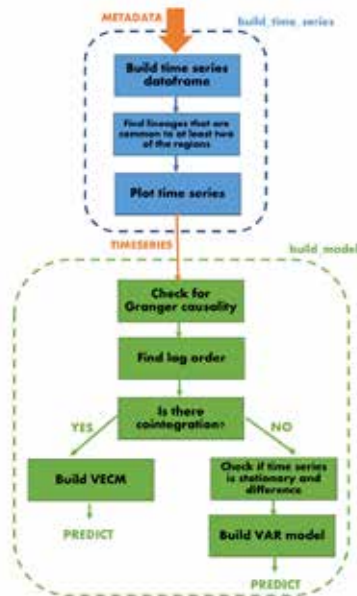 METADATA
build_time_series
Build time series
dataframe
Find lineages that are
common to at least two
of the regions
Plot time series
TIMESERIES
build_model
Check for
Granger causality
Find lag order
Is there
cointegration?
YES
NO
Build VECM
Check if time series
is stationary and
difference
PREDICT
Build VAR model
PREDICT